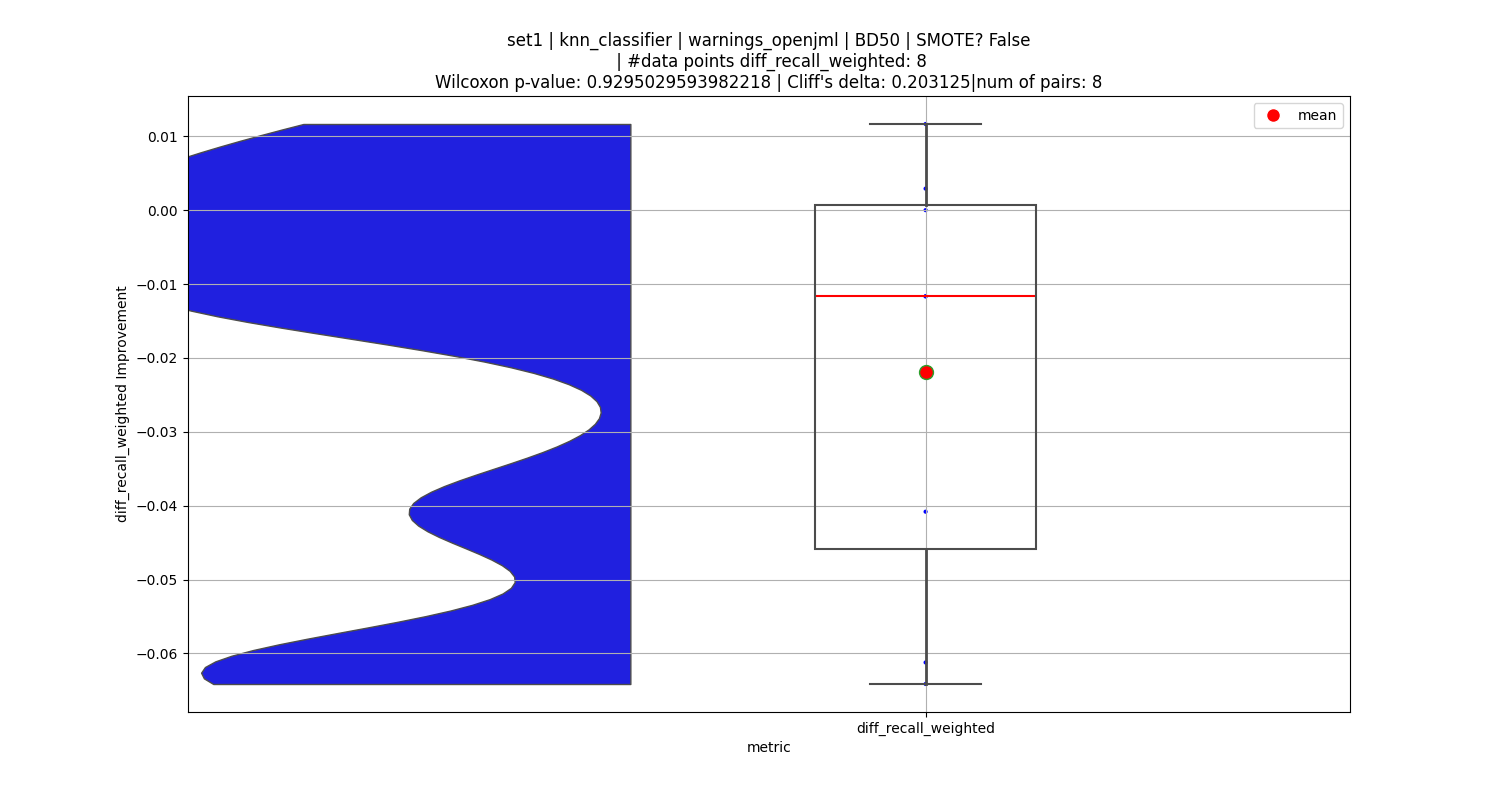 set1 | knn_classifier | warnings_openjml | BD50 | SMOTE? False
| #data points diff_recall_weighted: 8
Wilcoxon p-value: 0.9295029593982218 | Cliff's delta: 0.203125|num of pairs: 8
mean
0.01
0.00
−0.01
−0.02
−0.03
−0.04
−0.05
−0.06
diff_recall_weighted Improvement
diff_recall_weighted
metric